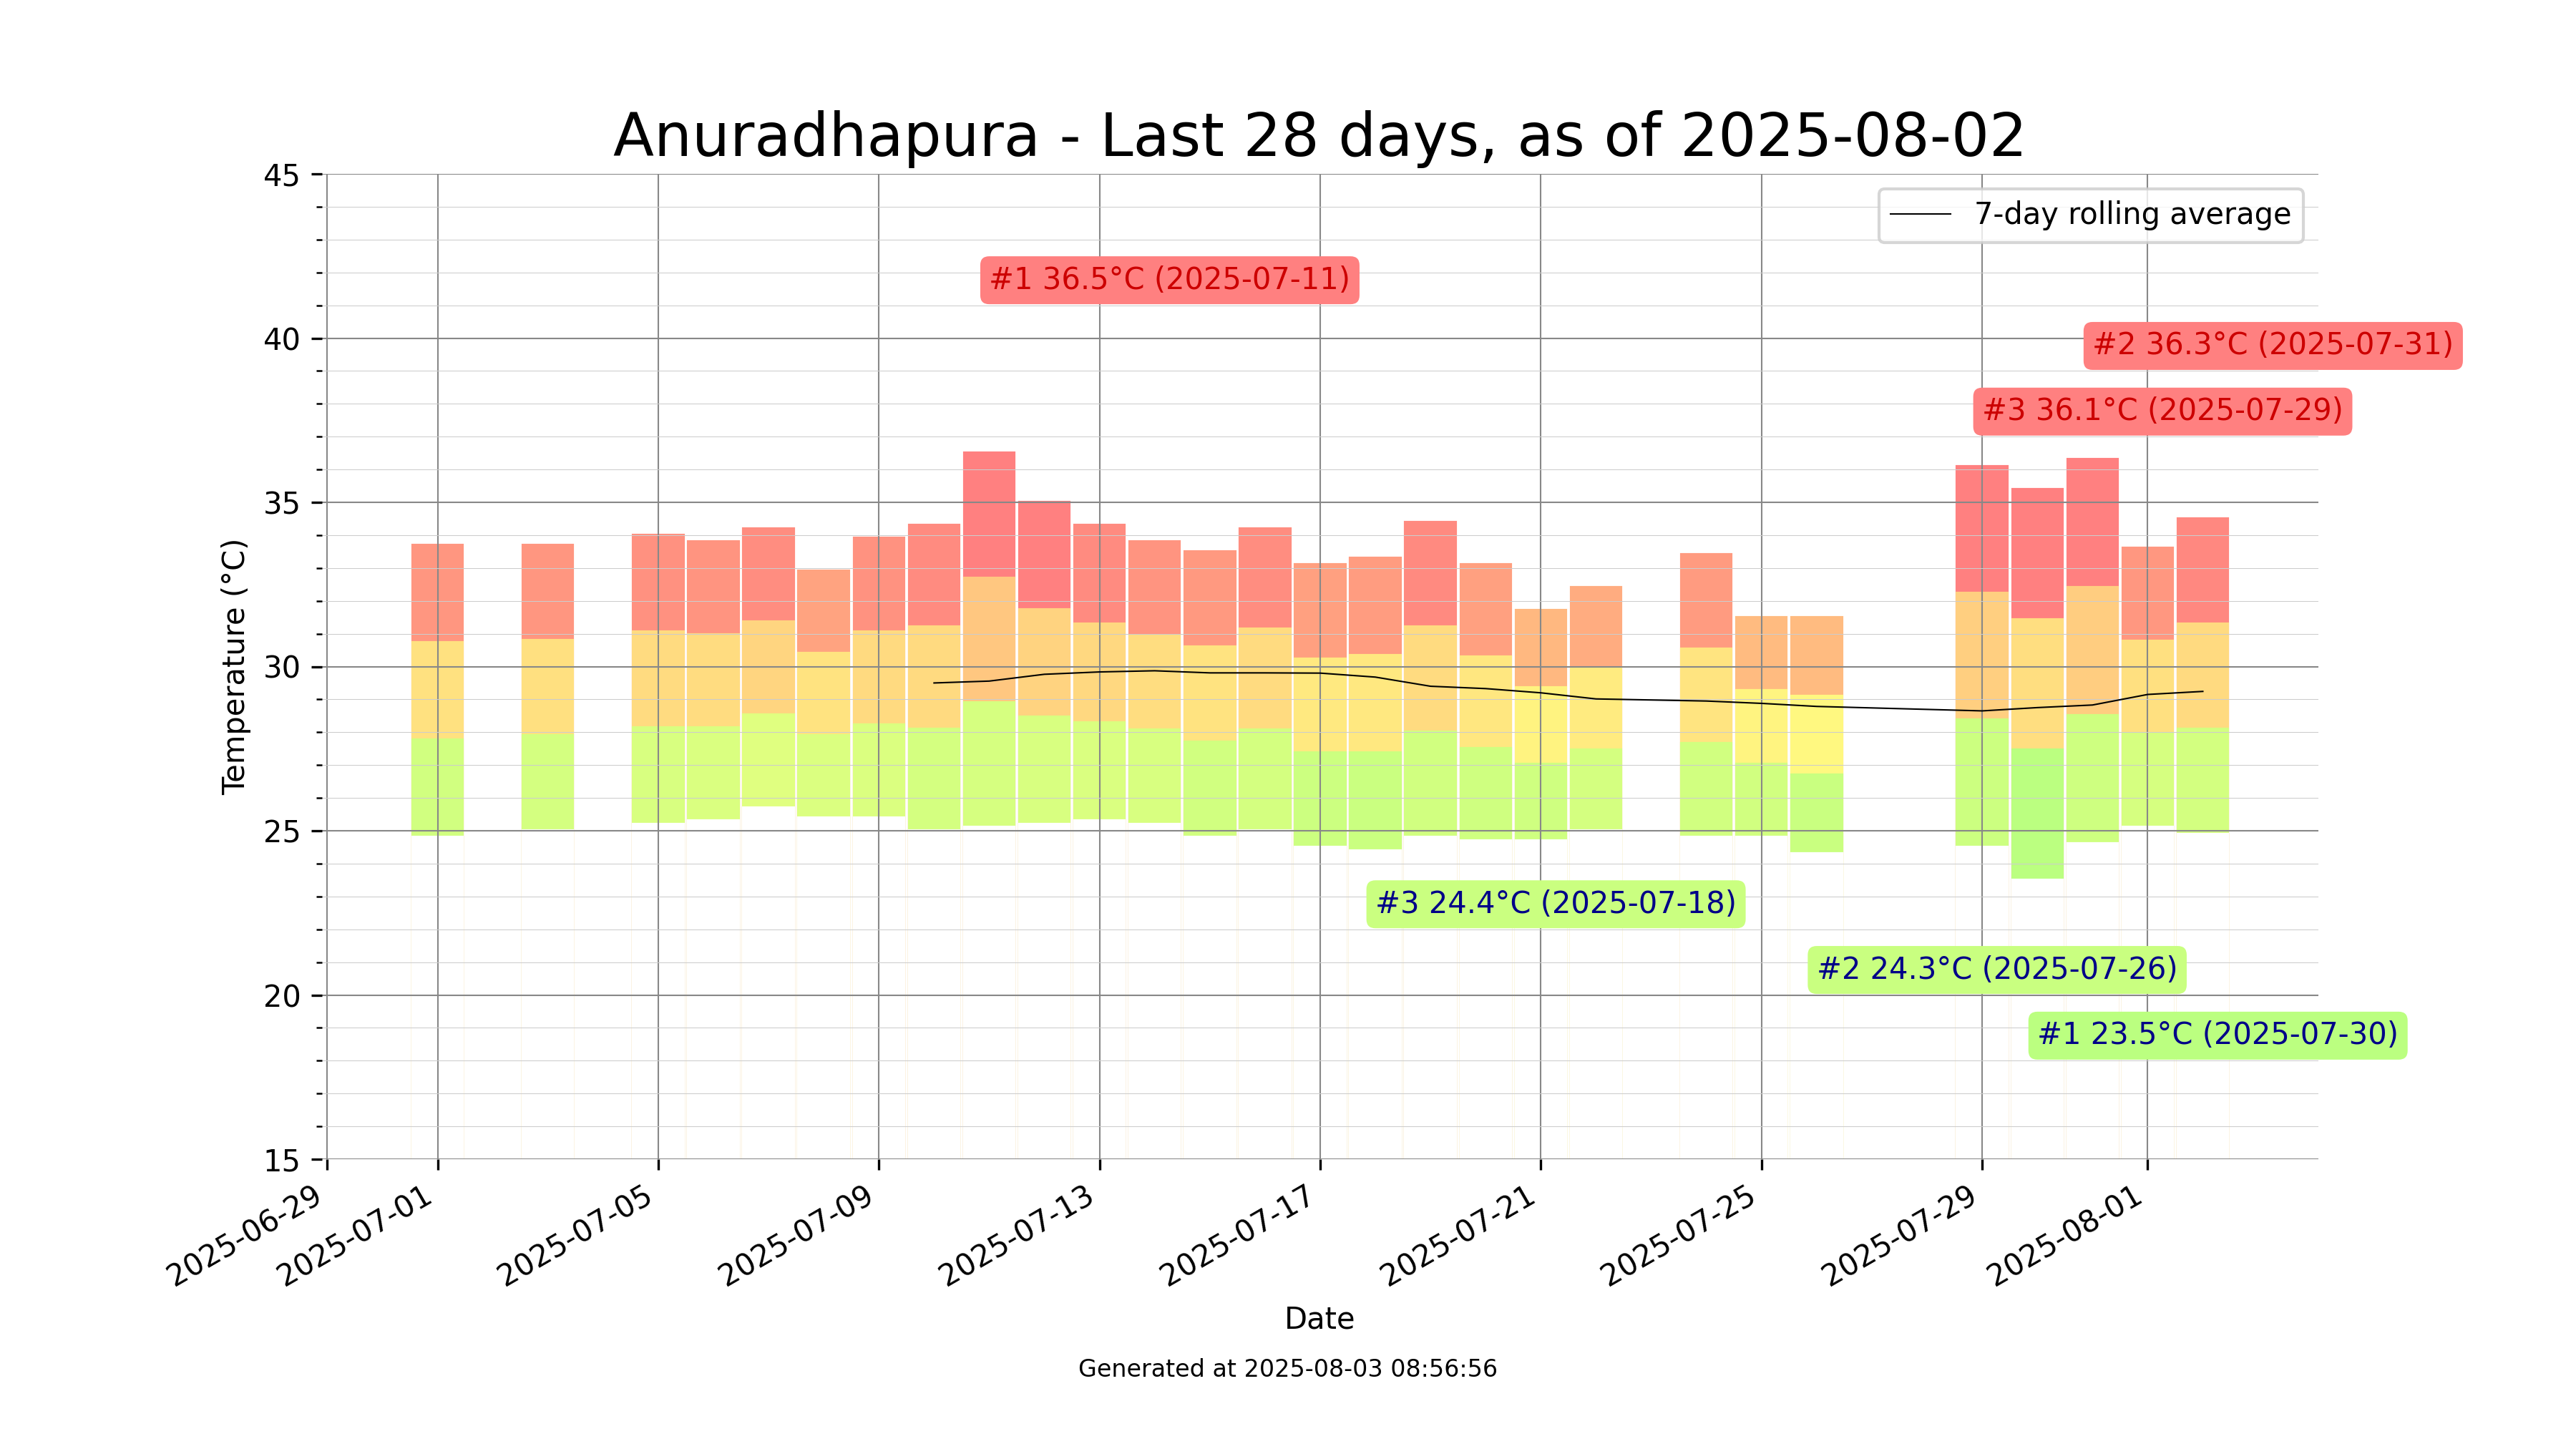 Anuradhapura - Last 28 days, as of 2025-08-02
45
7-day rolling average
#1 36.5°C (2025-07-11)
40
#2 36.3°C (2025-07-31)
#3 36.1°C (2025-07-29)
35
30
Temperature (°C)
25
#3 24.4°C (2025-07-18)
#2 24.3°C (2025-07-26)
20
#1 23.5°C (2025-07-30)
15
2025-06-29
2025-07-01
2025-07-05
2025-07-09
2025-07-13
2025-07-17
2025-07-21
2025-07-25
2025-07-29
2025-08-01
Date
Generated at 2025-08-03 08:56:56